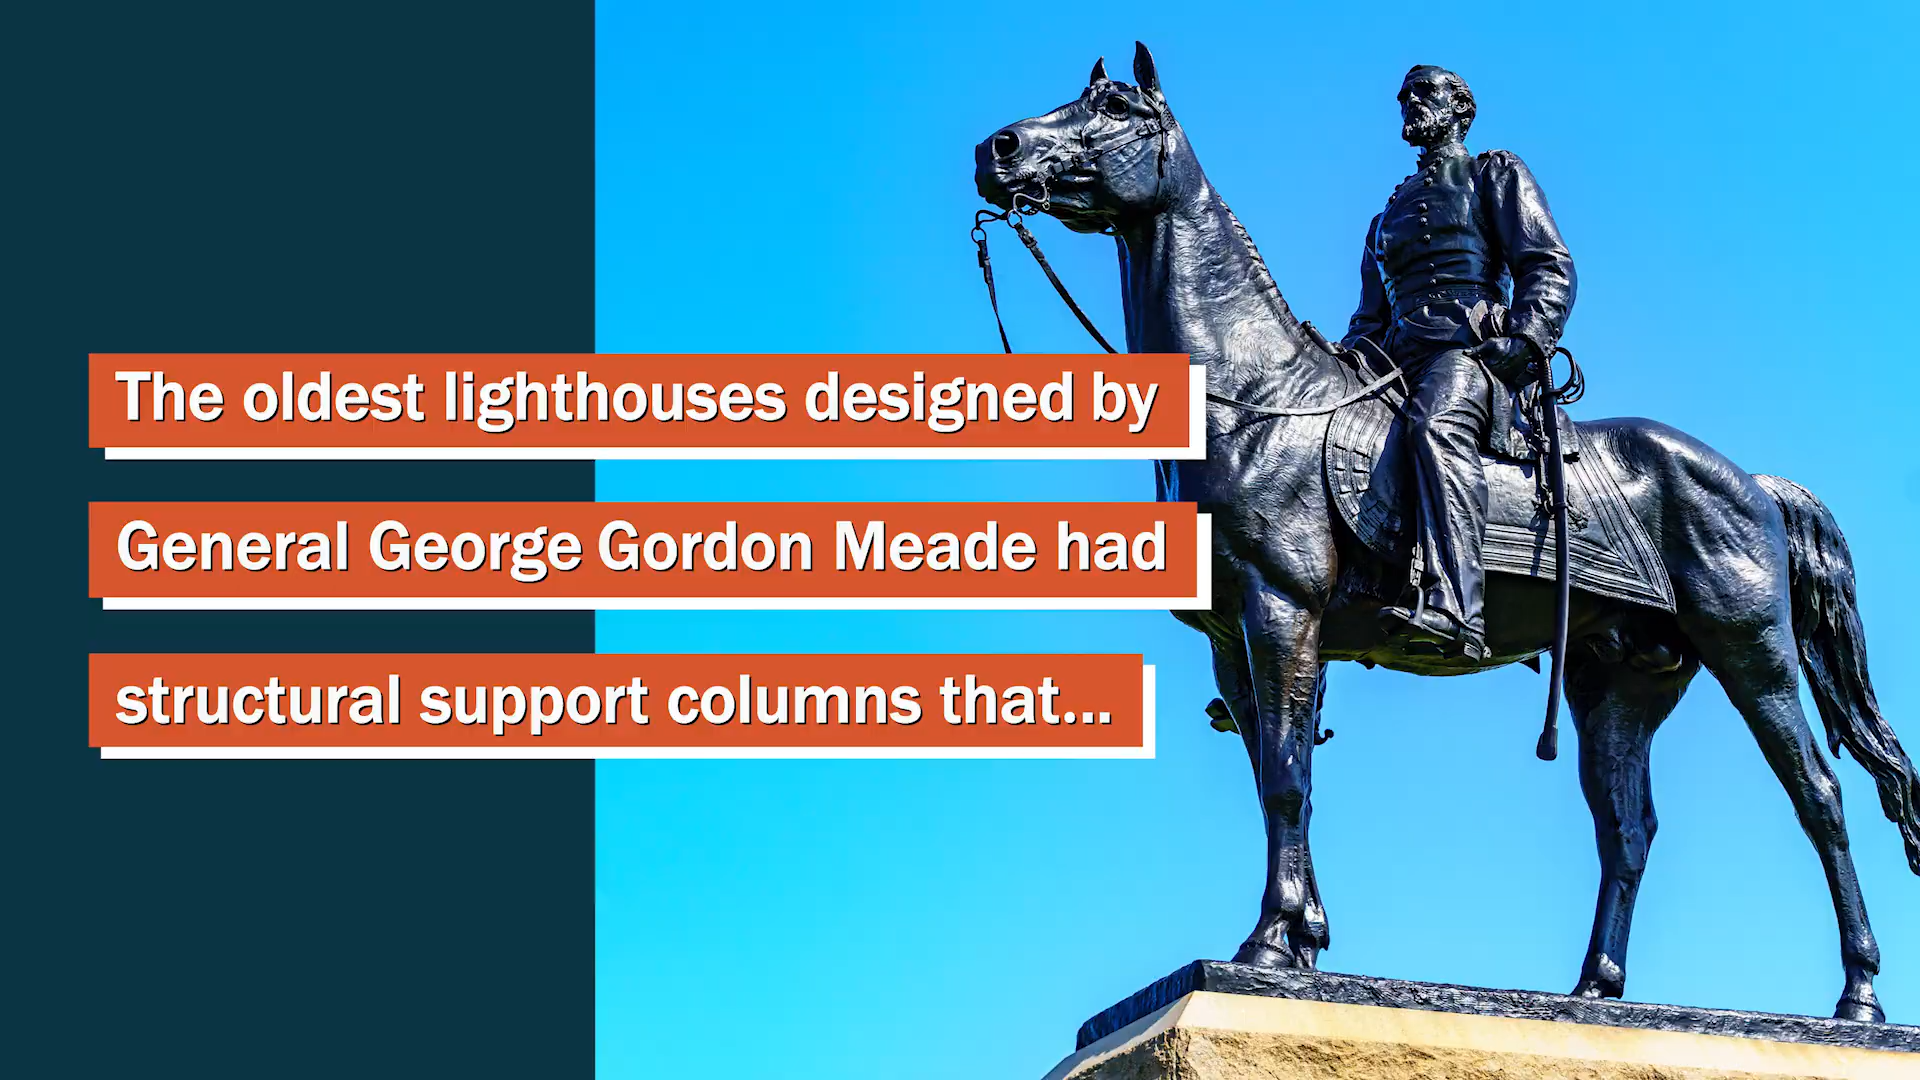 The oldest lighthouses designed by
General George Gordon Meade had
structural support columns that...